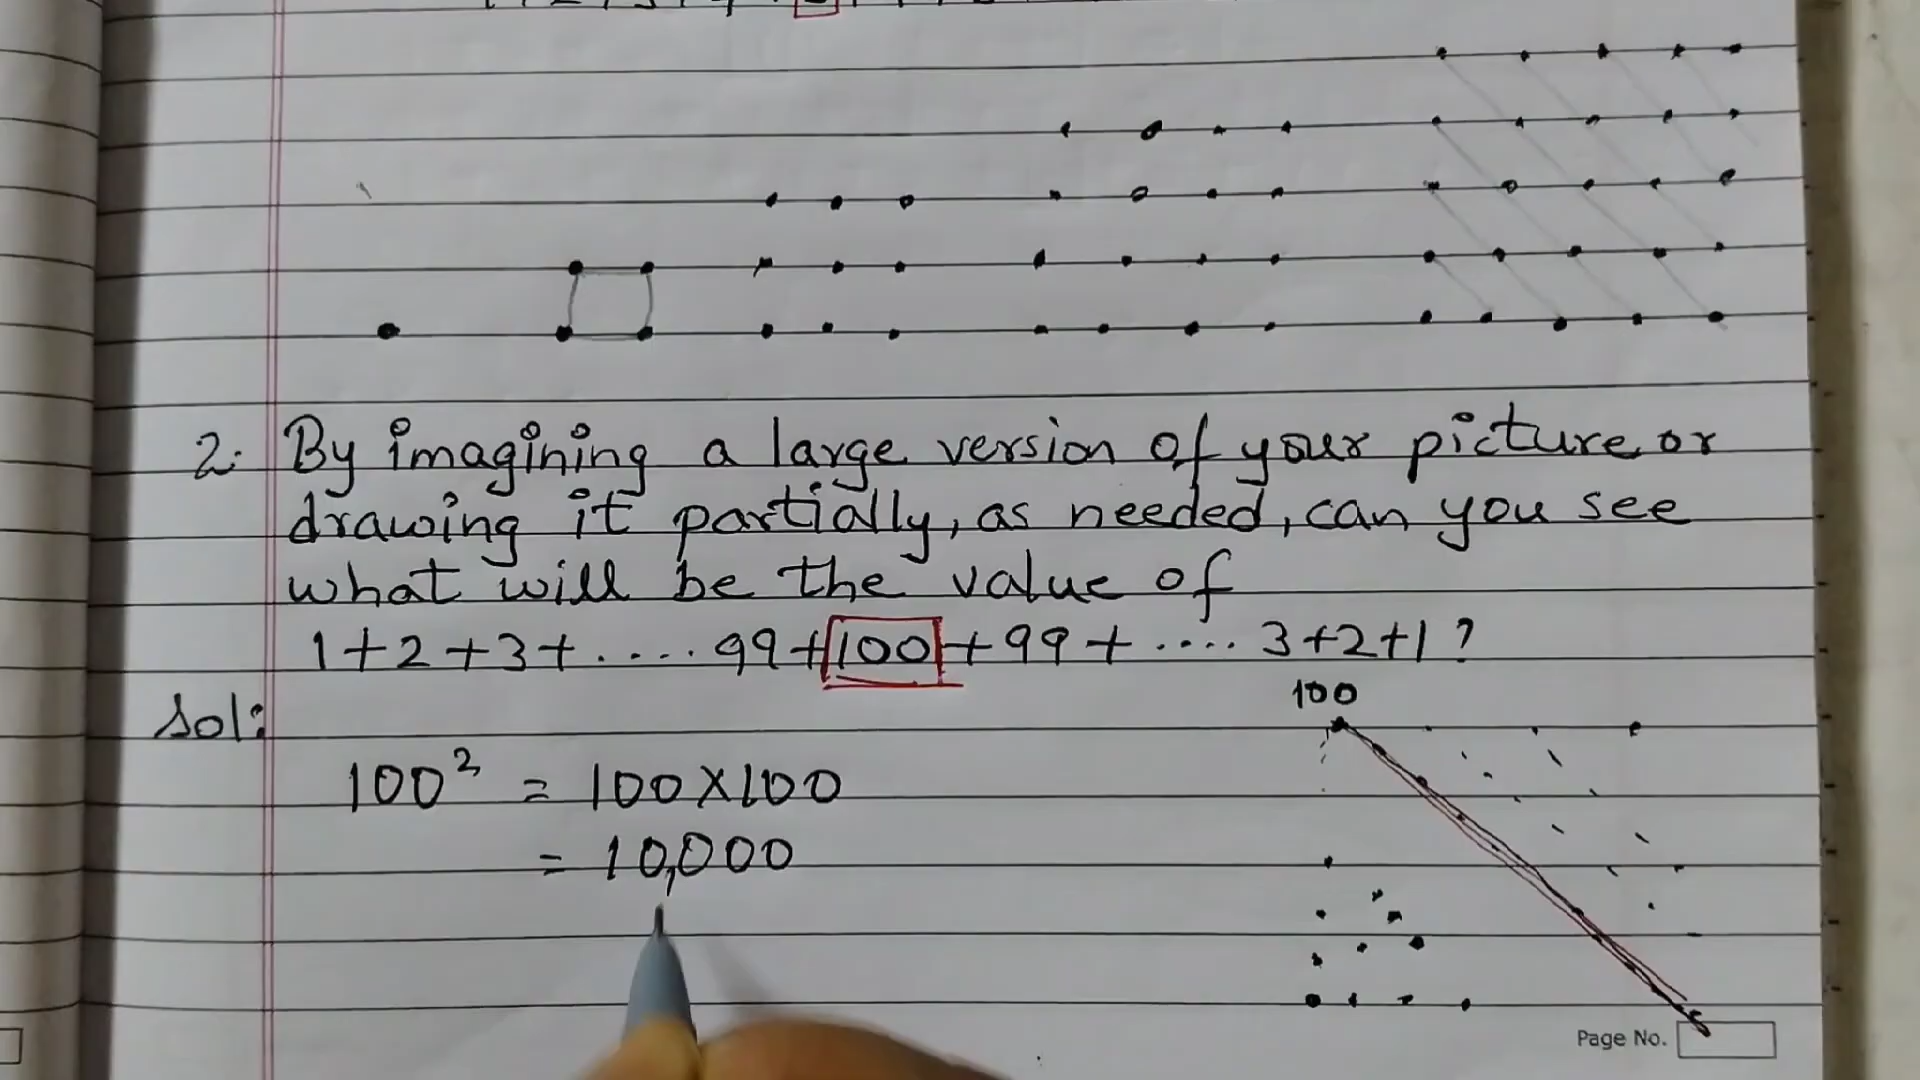 2. By imagining a large version of your picture or
drawing it partially, as needed, can you see
what will be the value of
1+2+3+.....99+100+99+.....3+2+1?
Sol:
100
100² = 100×100
= 10,000
Page No.